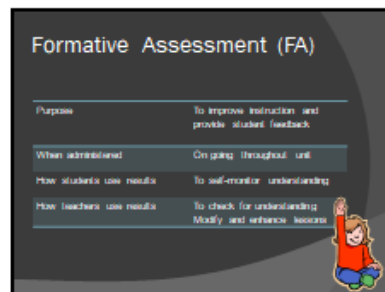 Formative Assessment (FA)
Purpose To improve instruction and
provide student feedback
When administered On going throughout unit
How students use results To self-monitor understanding
How teachers use results To check for understanding
Modify and enhance lessons